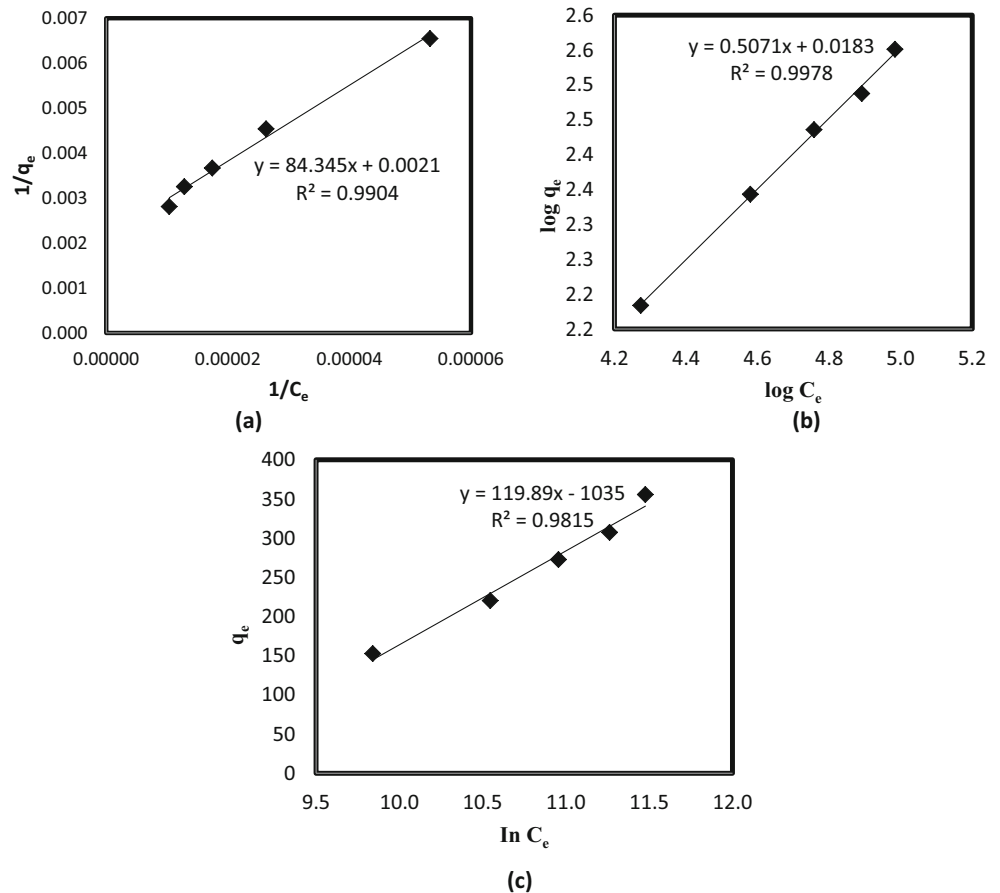 0.007
0.006
0.005
0.004
0.003
0.002
0.001
0.000
1/qₑ
y = 84.345x + 0.0021
R² = 0.9904
0.00000 0.00002 0.00004 0.00006
1/Cₑ
(a)
2.6
2.6
2.5
2.5
2.4
2.4
2.3
2.3
2.2
2.2
log qₑ
y = 0.5071x + 0.0183
R² = 0.9978
4.2 4.4 4.6 4.8 5.0 5.2
log Cₑ
(b)
400
350
300
250
200
150
100
50
0
qₑ
y = 119.89x - 1035
R² = 0.9815
9.5 10.0 10.5 11.0 11.5 12.0
In Cₑ
(c)